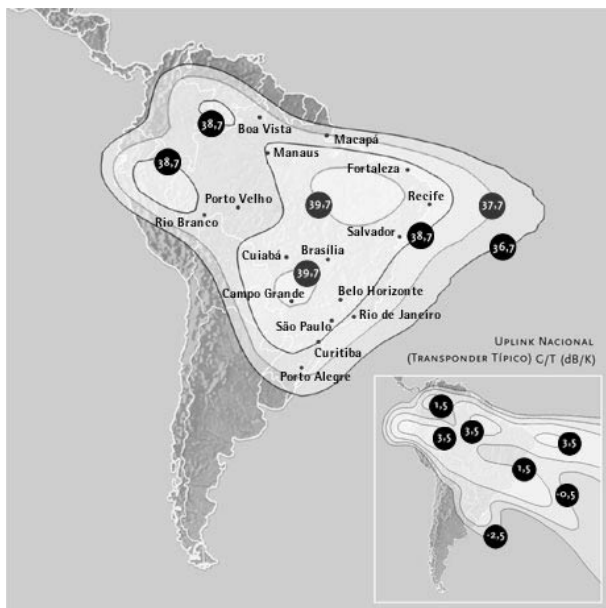 38,7
Boa Vista
Macapá
Manaus
38,7
Fortaleza
Porto Velho
39,7
Recife
37,7
Rio Branco
Salvador
38,7
36,7
Cuiabá
Brasília
39,7
Campo Grande
Belo Horizonte
Rio de Janeiro
São Paulo
Curitiba
Porto Alegre
Uplink Nacional
(Transponder Típico) G/T (dB/K)
1,5
3,5
3,5
3,5
1,5
-0,5
-2,5